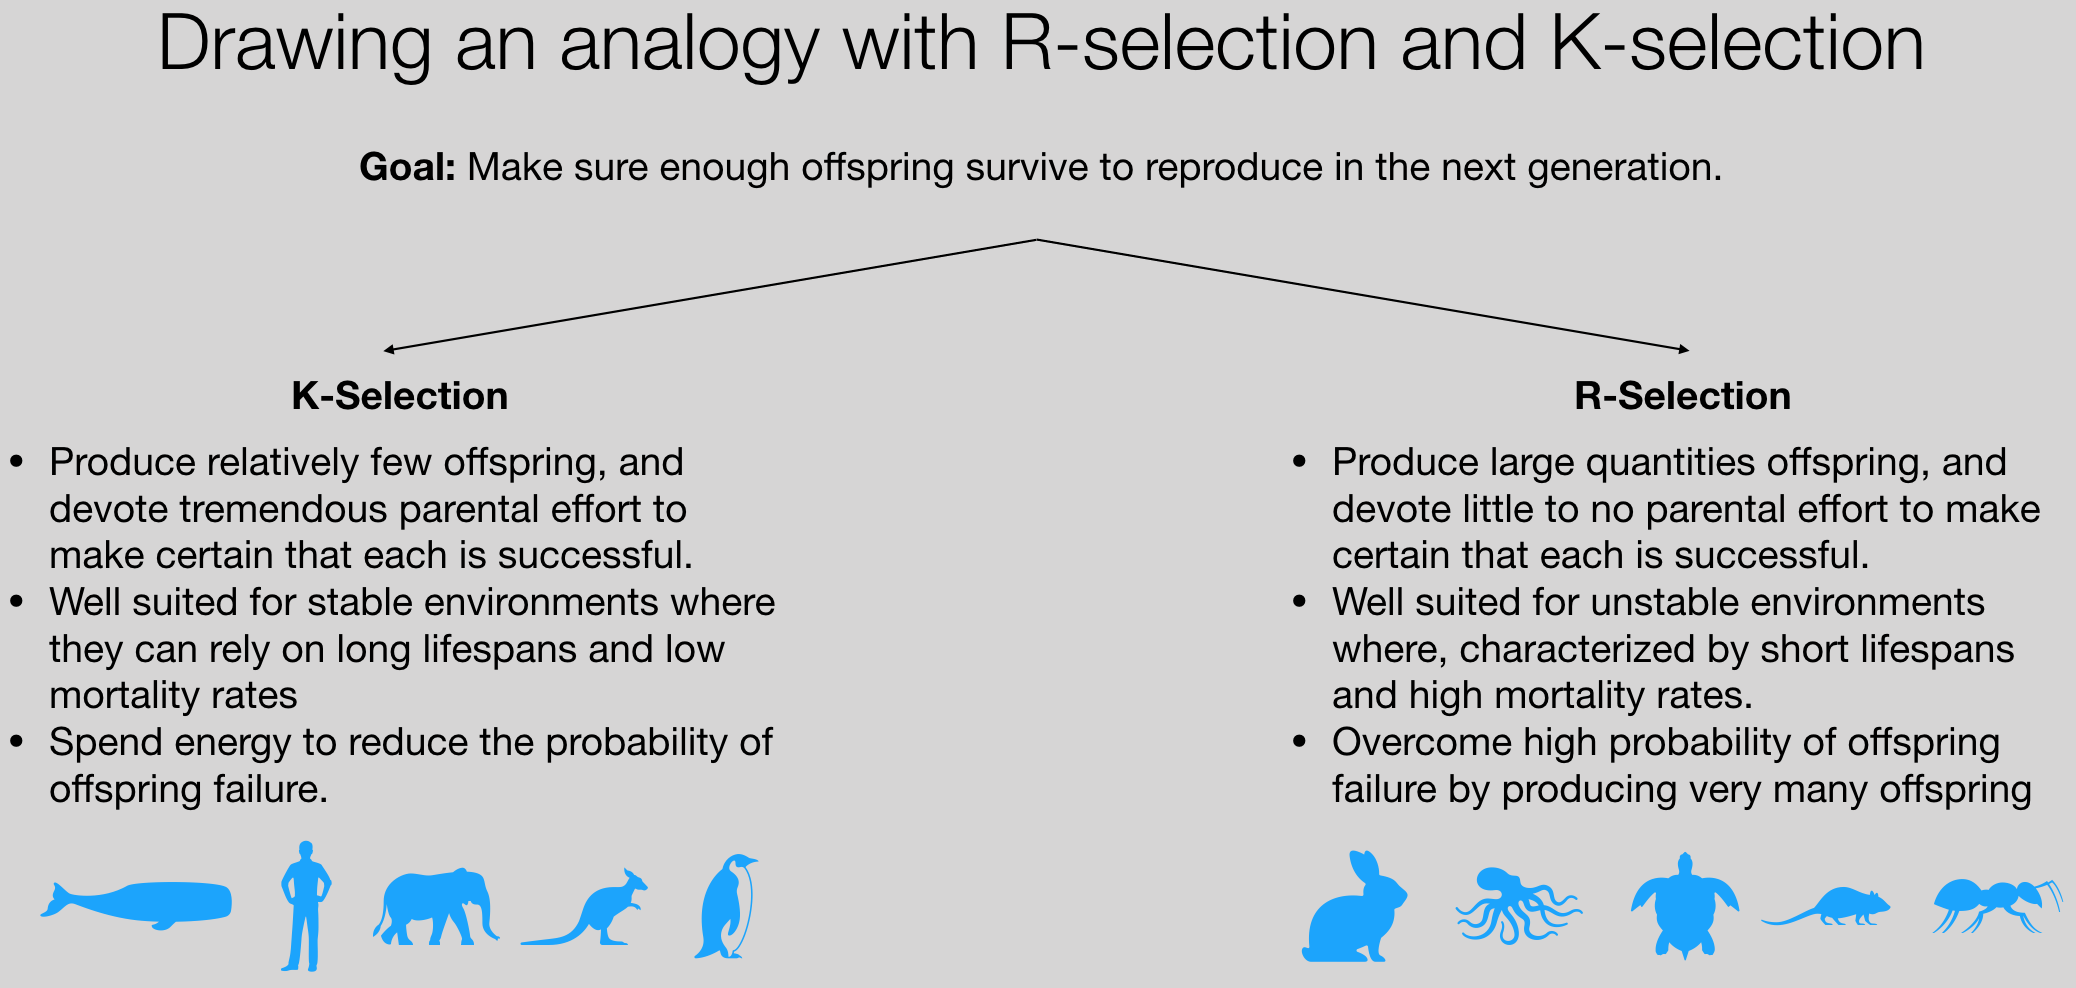 Drawing an analogy with R-selection and K-selection
Goal: Make sure enough offspring survive to reproduce in the next generation.
K-Selection
• Produce relatively few offspring, and
devote tremendous parental effort to
make certain that each is successful.
• Well suited for stable environments where
they can rely on long lifespans and low
mortality rates
• Spend energy to reduce the probability of
offspring failure.
R-Selection
• Produce large quantities offspring, and
devote little to no parental effort to make
certain that each is successful.
• Well suited for unstable environments
where, characterized by short lifespans
and high mortality rates.
• Overcome high probability of offspring
failure by producing very many offspring